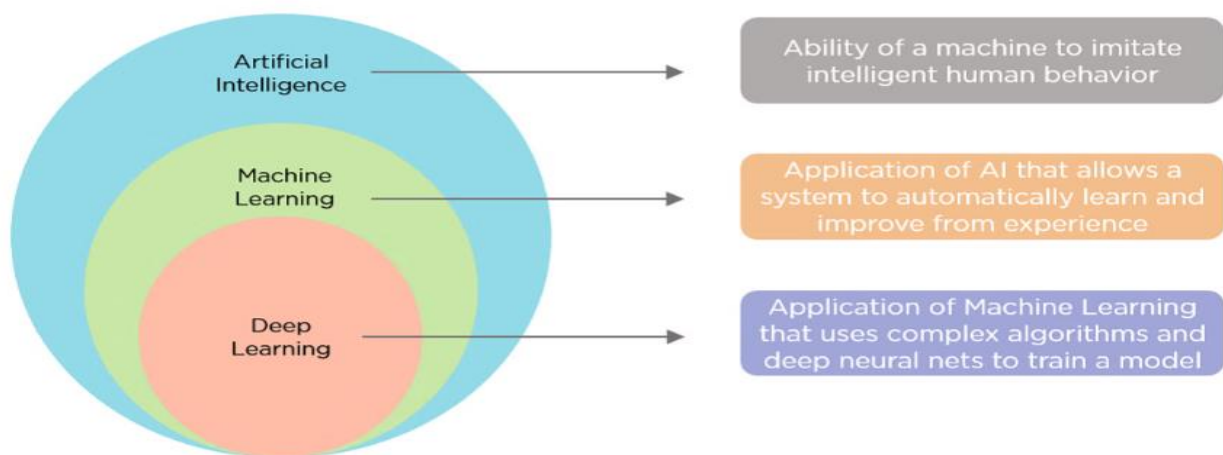 Artificial
Intelligence
Ability of a machine to imitate
intelligent human behavior
Machine
Learning
Application of AI that allows a
system to automatically learn and
improve from experience
Deep
Learning
Application of Machine Learning
that uses complex algorithms and
deep neural nets to train a model